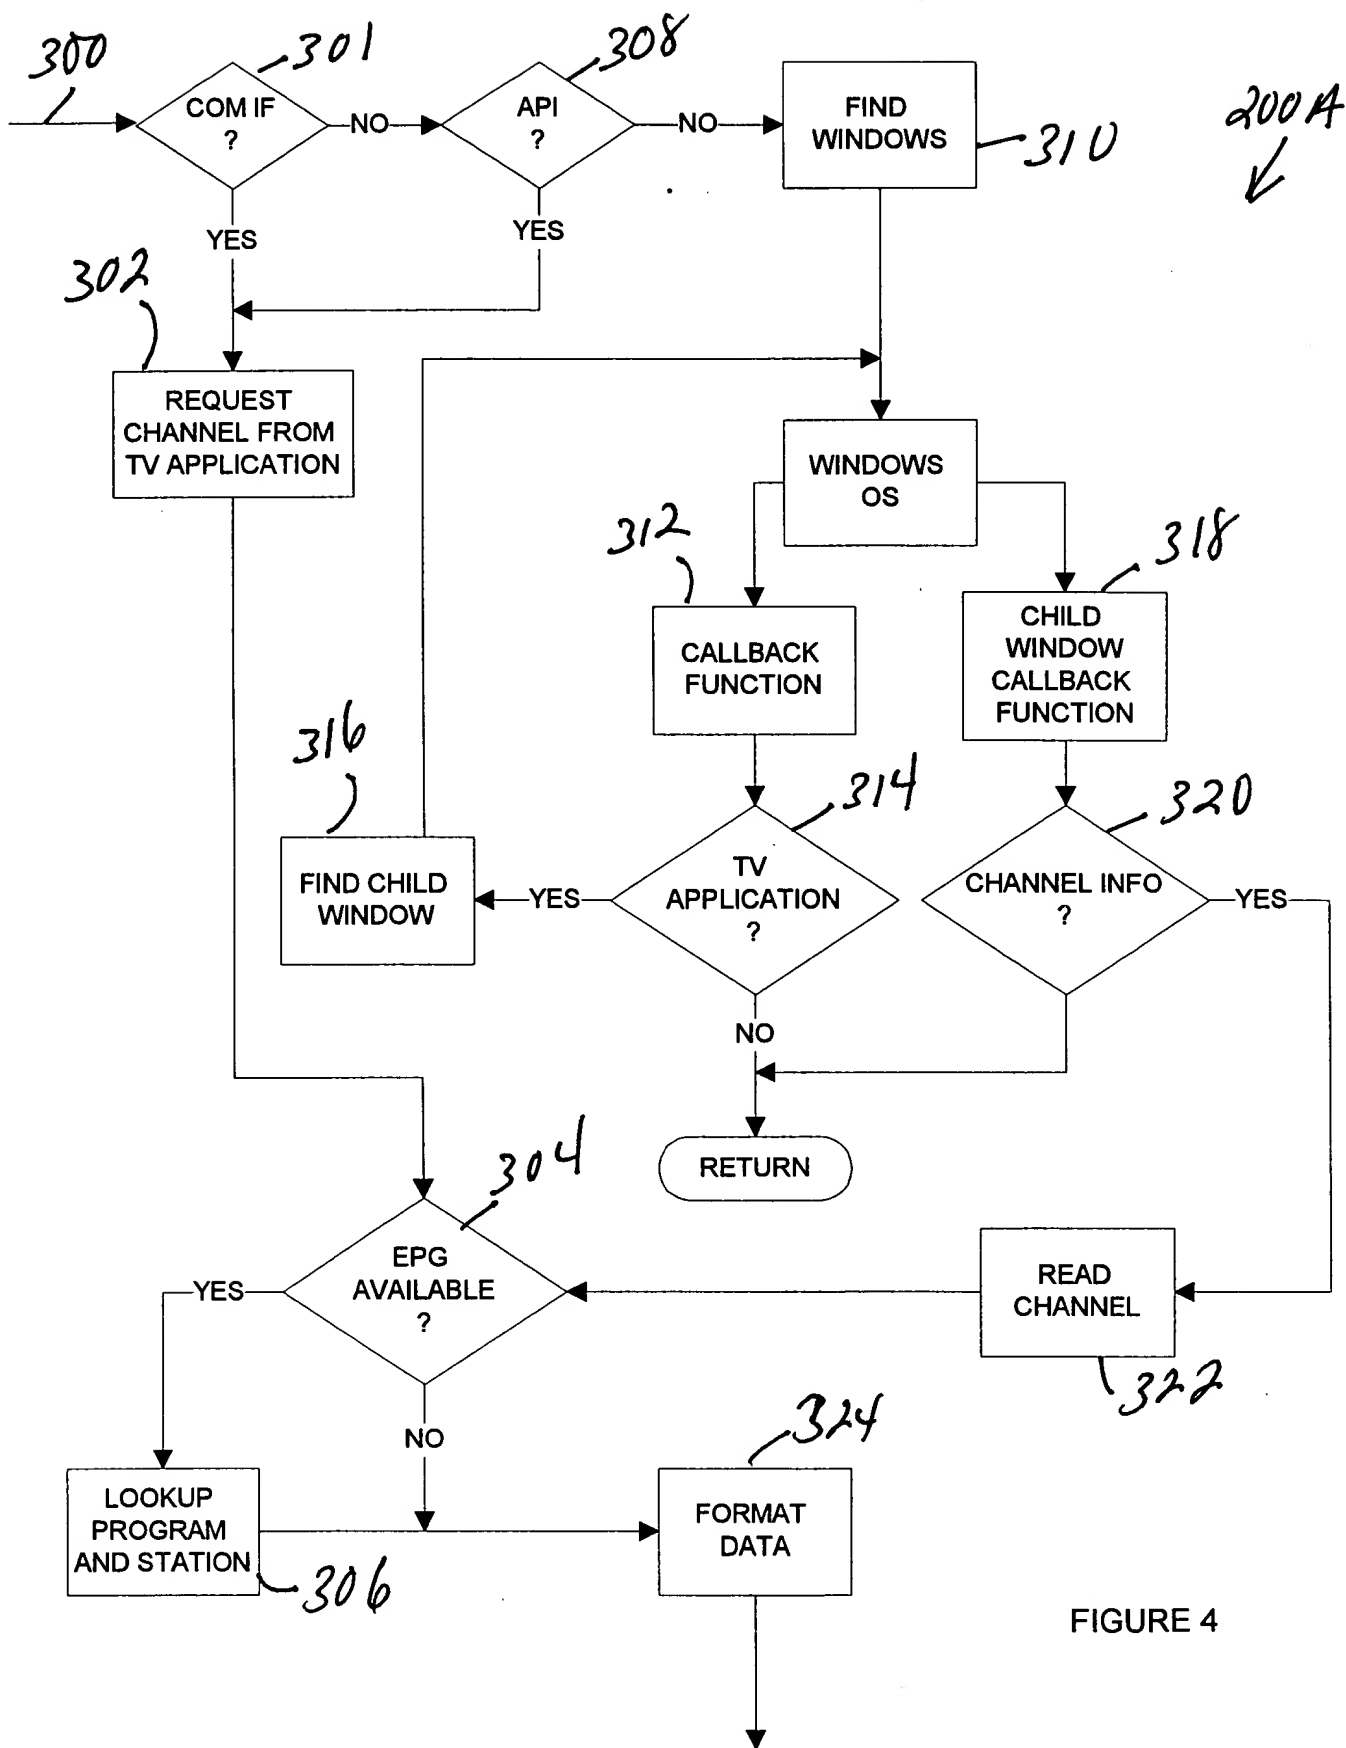 300
301
308
COM IF
?
NO
API
?
NO
FIND
WINDOWS
310
200A
YES
YES
302
REQUEST
CHANNEL FROM
TV APPLICATION
WINDOWS
OS
312
318
CALLBACK
FUNCTION
CHILD
WINDOW
CALLBACK
FUNCTION
316
314
320
FIND CHILD
WINDOW
YES
TV
APPLICATION
?
CHANNEL INFO
?
YES
NO
RETURN
304
EPG
AVAILABLE
?
YES
READ
CHANNEL
322
NO
324
LOOKUP
PROGRAM
AND STATION
306
FORMAT
DATA
FIGURE 4